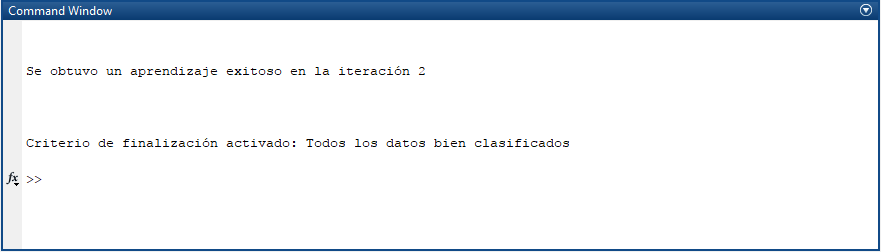 Command Window
Se obtuvo un aprendizaje exitoso en la iteración 2
Criterio de finalización activado: Todos los datos bien clasificados
fx >>